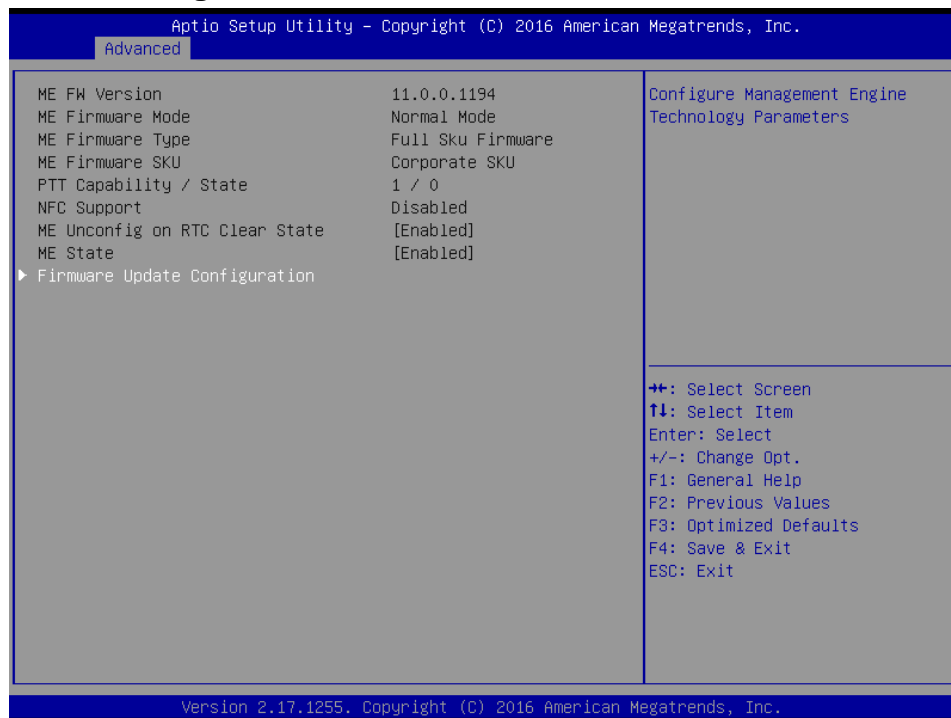 Aptio Setup Utility – Copyright (C) 2016 American Megatrends, Inc.
Advanced
ME FW Version 11.0.0.1194
ME Firmware Mode Normal Mode
ME Firmware Type Full Sku Firmware
ME Firmware SKU Corporate SKU
PTT Capability / State 1 / 0
NFC Support Disabled
ME Unconfig on RTC Clear State [Enabled]
ME State [Enabled]
▶ Firmware Update Configuration
Configure Management Engine
Technology Parameters
→←: Select Screen
↑↓: Select Item
Enter: Select
+/-: Change Opt.
F1: General Help
F2: Previous Values
F3: Optimized Defaults
F4: Save & Exit
ESC: Exit
Version 2.17.1255. Copyright (C) 2016 American Megatrends, Inc.